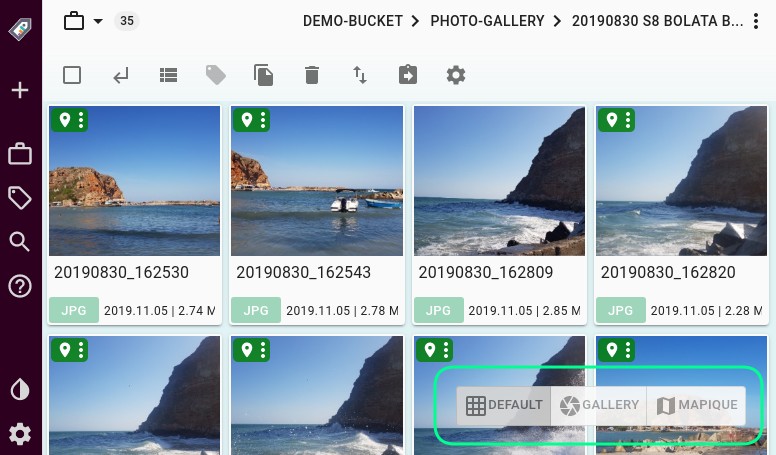 35
DEMO-BUCKET > PHOTO-GALLERY > 20190830 S8 BOLATA B...
20190830_162530
20190830_162543
20190830_162809
20190830_162820
JPG 2019.11.05 | 2.74 M
JPG 2019.11.05 | 2.78 M
JPG 2019.11.05 | 2.85 M
JPG 2019.11.05 | 2.28 M
DEFAULT
GALLERY
MAPIQUE